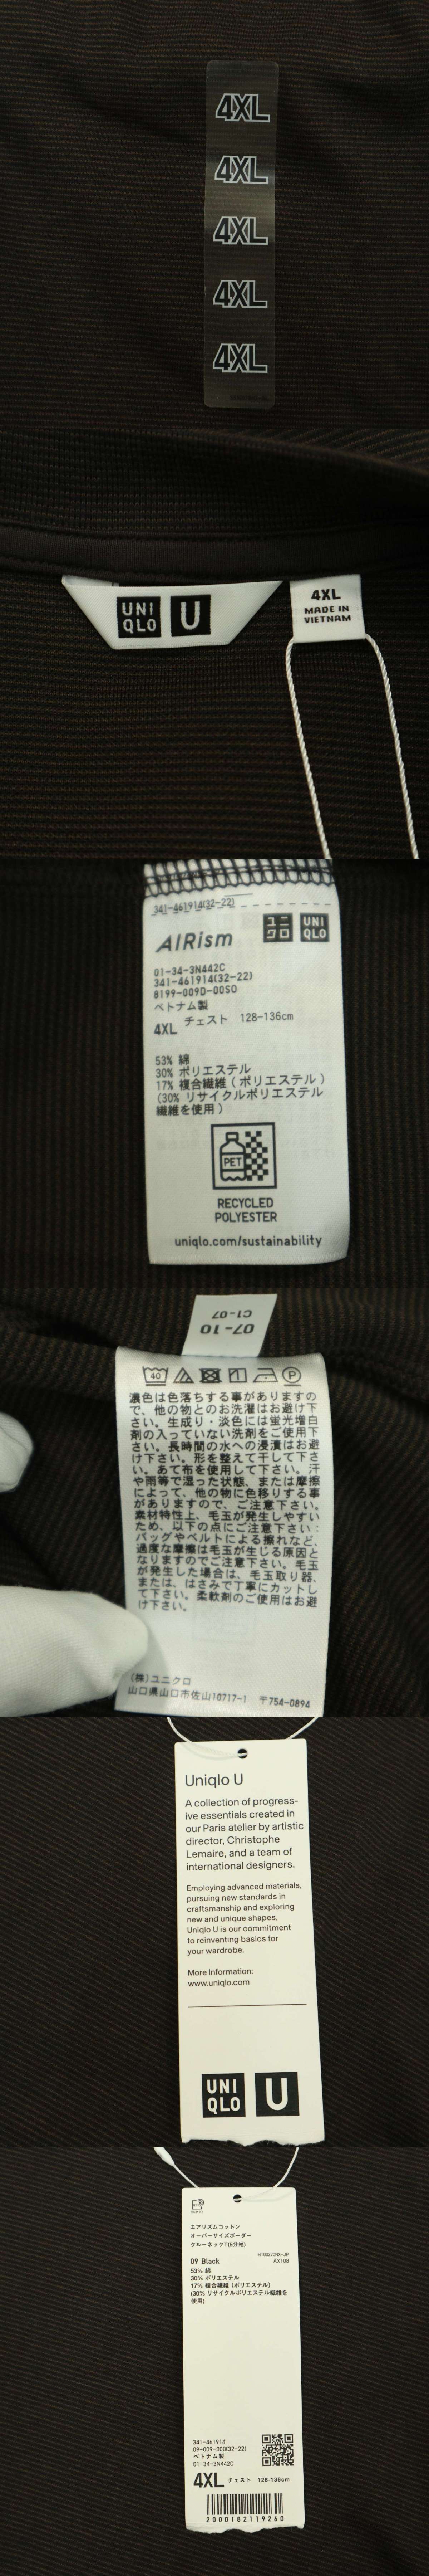 4XL
4XL
4XL
4XL
4XL
UNI
QLO
U
4XL
MADE IN
VIETNAM
341-461914(32-22)
AIRism
ユニ
クロ
UNI
QLO
01-34-3N442C
341-461914(32-22)
8199-009D-00SO
ベトナム製
4XL チェスト 128-136cm
53% 綿
30% ポリエステル
17% 複合繊維 ( ポリエステル )
(30% リサイクルポリエステル
繊維を使用 )
PET
RECYCLED
POLYESTER
uniqlo.com/sustainability
07-10
C1-07
40
P
濃色は色落ちする事がありますの
で、他の物とのお洗濯はお避け下
さい。生成り・淡色には蛍光増白
剤の入っていない洗剤をご使用下
さい。長時間の水への浸漬はお避
け下さい。形を整えて干して下さ
い。あて布を使用して下さい。汗
や雨等で湿った状態、または摩擦
によって、他の物に色移りする事
がありますので、ご注意下さい。
素材特性上、毛玉が発生しやすい
ため、以下の点にご注意下さい:
バッグやベルトによる擦れなど、
過度な摩擦は毛玉が生じる原因と
なりますのでご注意下さい。毛玉
が発生した場合は、毛玉取り器、
または、はさみで丁寧にカットし
て下さい。柔軟剤のご使用はお避
け下さい。
(株)ユニクロ
山口県山口市佐山10717-1 〒754-0894
Uniqlo U
A collection of progress-
ive essentials created in
our Paris atelier by artistic
director, Christophe
Lemaire, and a team of
international designers.
Employing advanced materials,
pursuing new standards in
craftsmanship and exploring
new and unique shapes,
Uniqlo U is our commitment
to reinventing basics for
your wardrobe.
More Information:
www.uniqlo.com
UNI
QLO
U
エアリズムコットン
オーバーサイズボーダー
クルーネックT(5分袖)
AX108
09 Black
53% 綿
30% ポリエステル
17% 複合繊維 (ポリエステル)
(30% リサイクルポリエステル繊維を
使用)
341-461914
09-009-000(32-22)
ベトナム製
01-34-3N442C
4XL チェスト 128-136cm
2000182119260